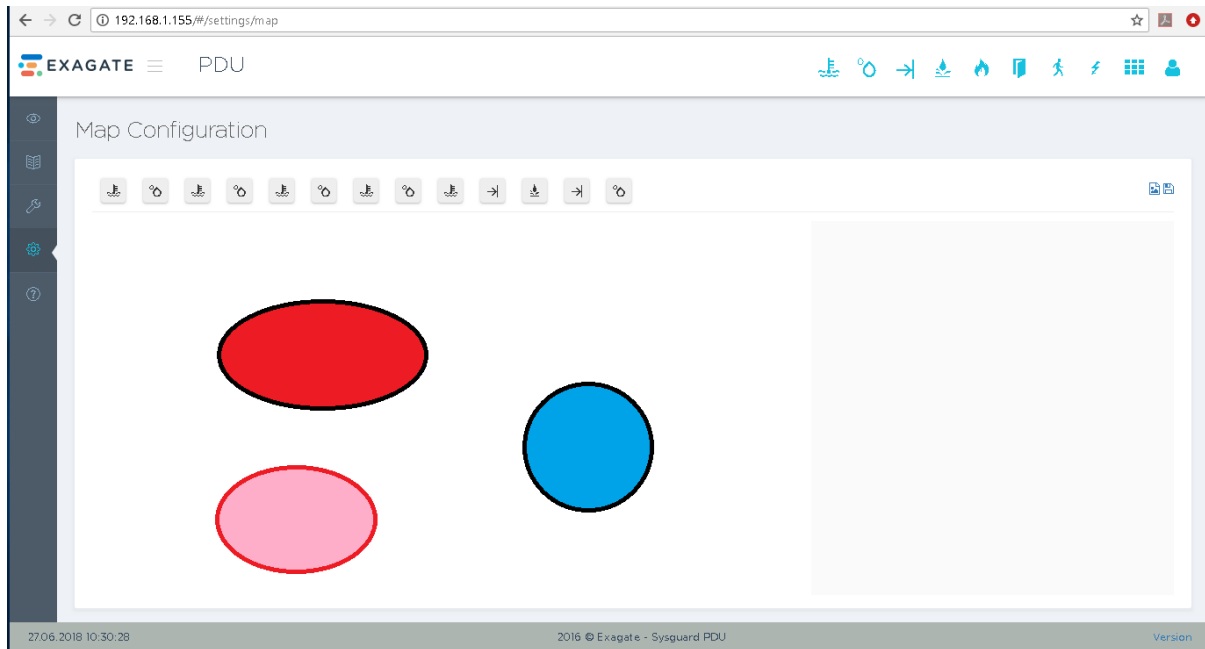 192.168.1.155/#/settings/map
EXAGATE PDU
Map Configuration
27.06.2018 10:30:28 2016 © Exagate - Sysguard PDU Version